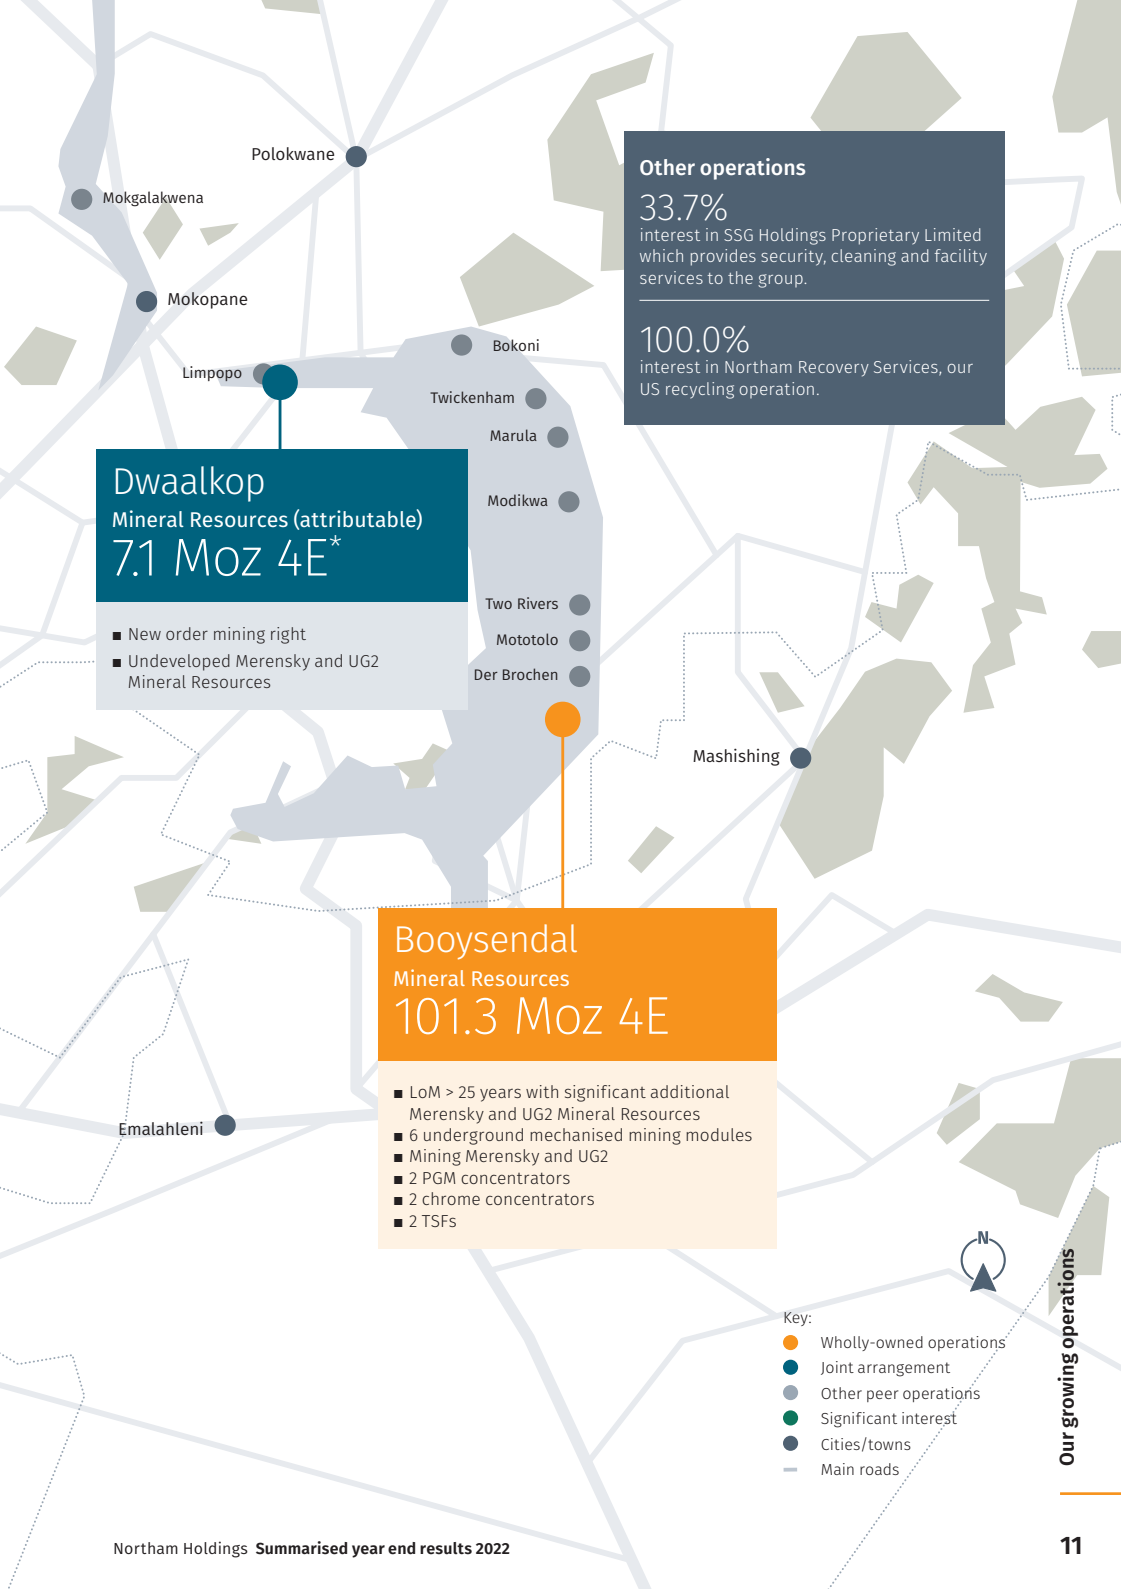 Polokwane
Mokgalakwena
Mokopane
Other operations
33.7%
interest in SSG Holdings Proprietary Limited
which provides security, cleaning and facility
services to the group.
100.0%
interest in Northam Recovery Services, our
US recycling operation.
Bokoni
Limpopo
Twickenham
Marula
Modikwa
Dwaalkop
Mineral Resources (attributable)
7.1 Moz 4E*
■ New order mining right
■ Undeveloped Merensky and UG2
Mineral Resources
Two Rivers
Mototolo
Der Brochen
Mashishing
Booysendal
Mineral Resources
101.3 Moz 4E
■ LoM > 25 years with significant additional
Merensky and UG2 Mineral Resources
■ 6 underground mechanised mining modules
■ Mining Merensky and UG2
■ 2 PGM concentrators
■ 2 chrome concentrators
■ 2 TSFs
Emalahleni
N
Key:
Wholly-owned operations
Joint arrangement
Other peer operations
Significant interest
Cities/towns
Main roads
Our growing operations
Northam Holdings Summarised year end results 2022
11